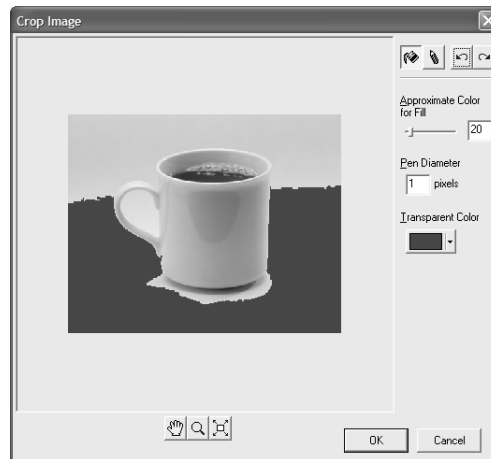 Crop Image
Approximate Color
for Fill
20
Pen Diameter
1 pixels
Transparent Color
OK
Cancel